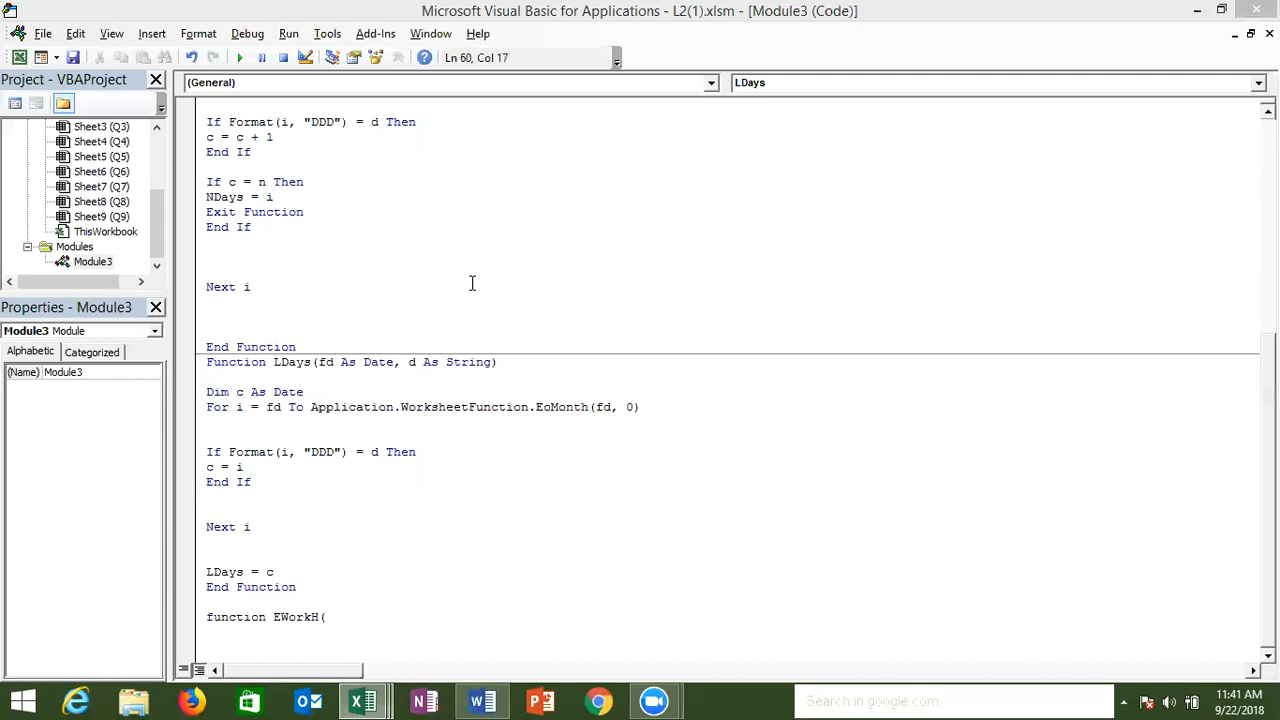 Microsoft Visual Basic for Applications - L2(1).xlsm - [Module3 (Code)]
File Edit View Insert Format Debug Run Tools Add-Ins Window Help
Ln 60, Col 17
Project - VBAProject
(General)
LDays
Sheet3 (Q3)
Sheet4 (Q4)
Sheet5 (Q5)
Sheet6 (Q6)
Sheet7 (Q7)
Sheet8 (Q8)
Sheet9 (Q9)
ThisWorkbook
Modules
Module3
Properties - Module3
Module3 Module
Alphabetic Categorized
(Name) Module3
If Format(i, "DDD") = d Then
c = c + 1
End If
If c = n Then
NDays = i
Exit Function
End If
Next i
End Function
Function LDays(fd As Date, d As String)
Dim c As Date
For i = fd To Application.WorksheetFunction.EoMonth(fd, 0)
If Format(i, "DDD") = d Then
c = i
End If
Next i
LDays = c
End Function
function EWorkH(
Search in google.com
11:41 AM
9/22/2018